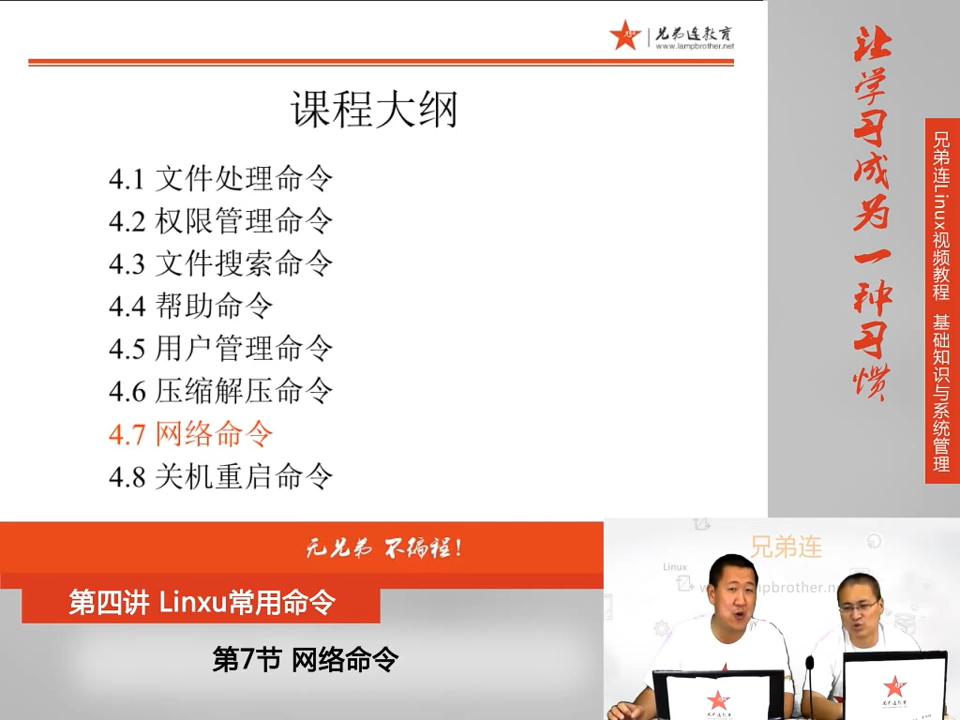 兄弟连教育
www.lampbrother.net
课程大纲
4.1 文件处理命令
4.2 权限管理命令
4.3 文件搜索命令
4.4 帮助命令
4.5 用户管理命令
4.6 压缩解压命令
4.7 网络命令
4.8 关机重启命令
让学习成为一种习惯
兄弟连Linux视频教程 基础知识与系统管理
无兄弟 不编程!
第四讲 Linxu常用命令
第7节 网络命令
兄弟连
Linux